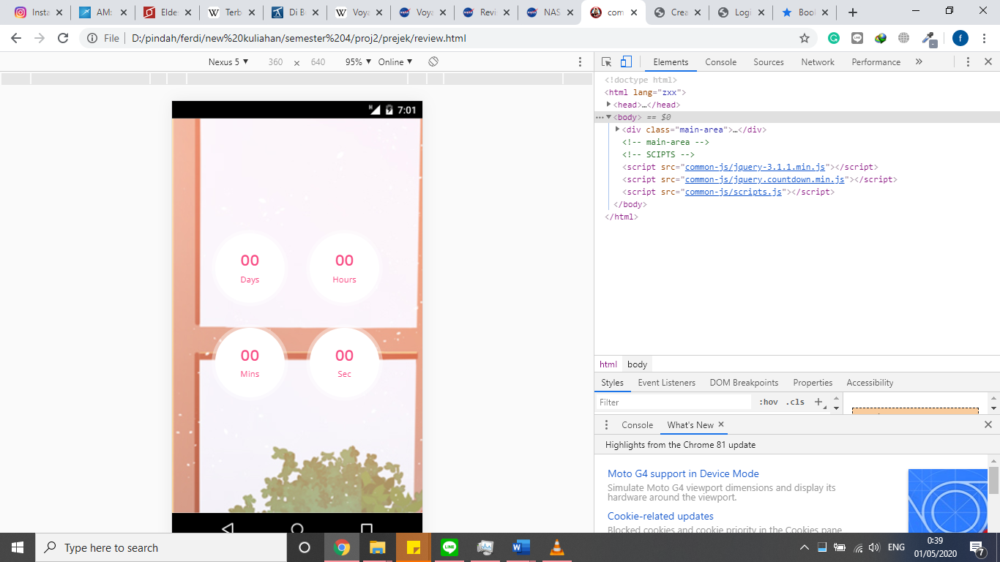 Insta
AM:
Elde
Terb
Di B
Voya
Voya
Revi
NAS
com
Crea
Logi
Bool
File
D:/pindah/ferdi/new%20kuliahan/semester%204/proj2/prejek/review.html
f
Nexus 5 ▼ 360 × 640 95% ▼ Online ▼
Elements Console Sources Network Performance »
H 7:01
00
Days
00
Hours
00
Mins
00
Sec
<!doctype html>
<html lang="zxx">
<head>…</head>
<body> == $0
<div class="main-area">…</div>
<!-- main-area -->
<!-- SCIPTS -->
<script src="common-js/jquery-3.1.1.min.js"></script>
<script src="common-js/jquery.countdown.min.js"></script>
<script src="common-js/scripts.js"></script>
</body>
</html>
html body
Styles Event Listeners DOM Breakpoints Properties Accessibility
Filter :hov .cls +
Console What's New ×
Highlights from the Chrome 81 update
Moto G4 support in Device Mode
Simulate Moto G4 viewport dimensions and display its
hardware around the viewport.
Cookie-related updates
Blocked cookies and cookie priority in the Cookies pane
Type here to search
LINE
W
ENG
0:39
01/05/2020
7